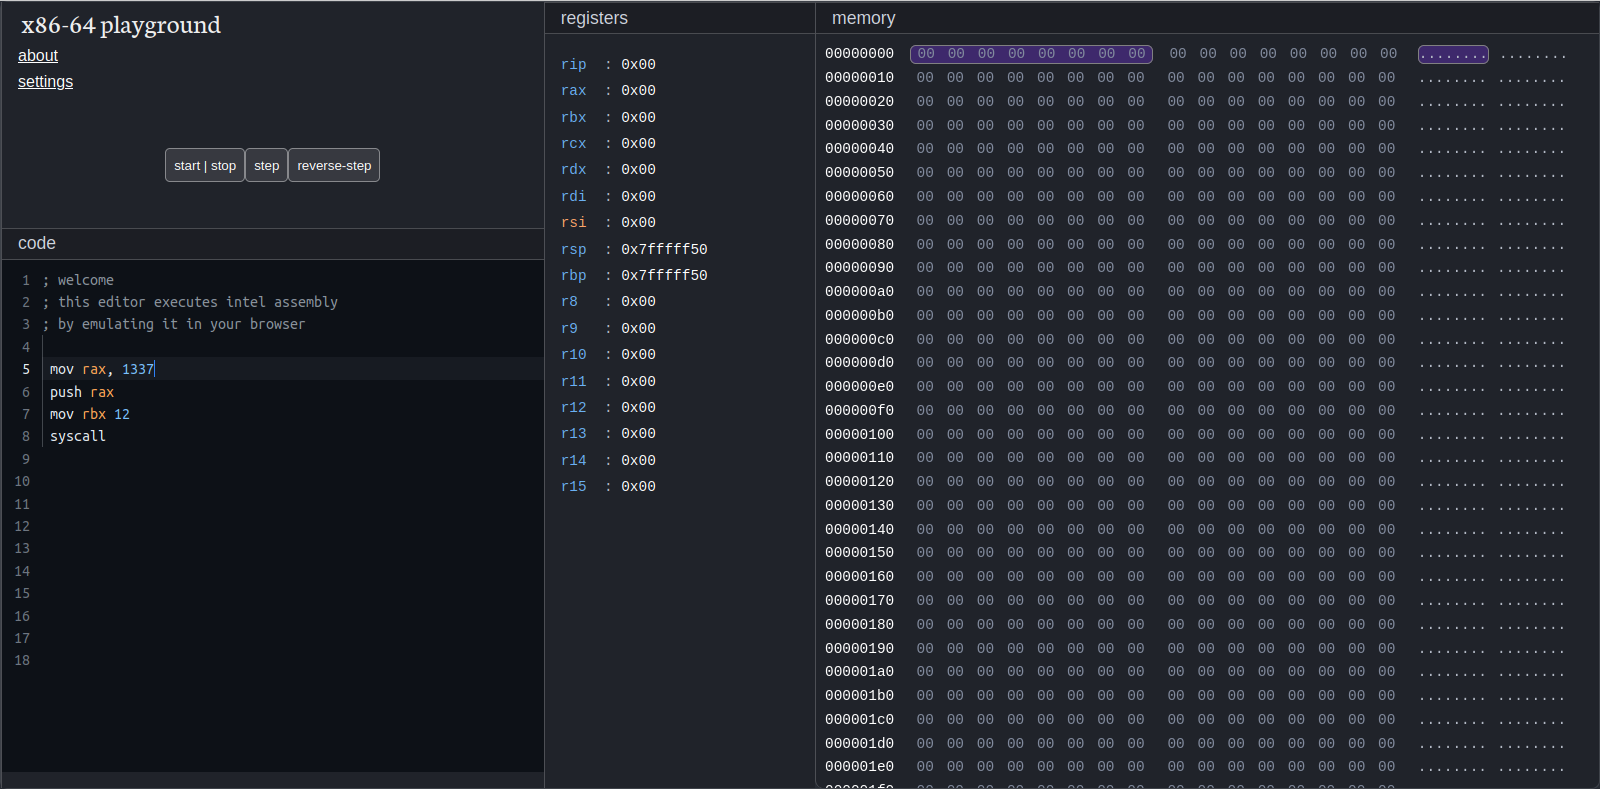 x86-64 playground
about
settings
start | stop step reverse-step
code
1 ; welcome
2 ; this editor executes intel assembly
3 ; by emulating it in your browser
4
5 mov rax, 1337
6 push rax
7 mov rbx 12
8 syscall
9
10
11
12
13
14
15
16
17
18
registers
rip : 0x00
rax : 0x00
rbx : 0x00
rcx : 0x00
rdx : 0x00
rdi : 0x00
rsi : 0x00
rsp : 0x7fffff50
rbp : 0x7fffff50
r8 : 0x00
r9 : 0x00
r10 : 0x00
r11 : 0x00
r12 : 0x00
r13 : 0x00
r14 : 0x00
r15 : 0x00
memory
00000000 00 00 00 00 00 00 00 00 00 00 00 00 00 00 00 00 ........ ........
00000010 00 00 00 00 00 00 00 00 00 00 00 00 00 00 00 00 ........ ........
00000020 00 00 00 00 00 00 00 00 00 00 00 00 00 00 00 00 ........ ........
00000030 00 00 00 00 00 00 00 00 00 00 00 00 00 00 00 00 ........ ........
00000040 00 00 00 00 00 00 00 00 00 00 00 00 00 00 00 00 ........ ........
00000050 00 00 00 00 00 00 00 00 00 00 00 00 00 00 00 00 ........ ........
00000060 00 00 00 00 00 00 00 00 00 00 00 00 00 00 00 00 ........ ........
00000070 00 00 00 00 00 00 00 00 00 00 00 00 00 00 00 00 ........ ........
00000080 00 00 00 00 00 00 00 00 00 00 00 00 00 00 00 00 ........ ........
00000090 00 00 00 00 00 00 00 00 00 00 00 00 00 00 00 00 ........ ........
000000a0 00 00 00 00 00 00 00 00 00 00 00 00 00 00 00 00 ........ ........
000000b0 00 00 00 00 00 00 00 00 00 00 00 00 00 00 00 00 ........ ........
000000c0 00 00 00 00 00 00 00 00 00 00 00 00 00 00 00 00 ........ ........
000000d0 00 00 00 00 00 00 00 00 00 00 00 00 00 00 00 00 ........ ........
000000e0 00 00 00 00 00 00 00 00 00 00 00 00 00 00 00 00 ........ ........
000000f0 00 00 00 00 00 00 00 00 00 00 00 00 00 00 00 00 ........ ........
00000100 00 00 00 00 00 00 00 00 00 00 00 00 00 00 00 00 ........ ........
00000110 00 00 00 00 00 00 00 00 00 00 00 00 00 00 00 00 ........ ........
00000120 00 00 00 00 00 00 00 00 00 00 00 00 00 00 00 00 ........ ........
00000130 00 00 00 00 00 00 00 00 00 00 00 00 00 00 00 00 ........ ........
00000140 00 00 00 00 00 00 00 00 00 00 00 00 00 00 00 00 ........ ........
00000150 00 00 00 00 00 00 00 00 00 00 00 00 00 00 00 00 ........ ........
00000160 00 00 00 00 00 00 00 00 00 00 00 00 00 00 00 00 ........ ........
00000170 00 00 00 00 00 00 00 00 00 00 00 00 00 00 00 00 ........ ........
00000180 00 00 00 00 00 00 00 00 00 00 00 00 00 00 00 00 ........ ........
00000190 00 00 00 00 00 00 00 00 00 00 00 00 00 00 00 00 ........ ........
000001a0 00 00 00 00 00 00 00 00 00 00 00 00 00 00 00 00 ........ ........
000001b0 00 00 00 00 00 00 00 00 00 00 00 00 00 00 00 00 ........ ........
000001c0 00 00 00 00 00 00 00 00 00 00 00 00 00 00 00 00 ........ ........
000001d0 00 00 00 00 00 00 00 00 00 00 00 00 00 00 00 00 ........ ........
000001e0 00 00 00 00 00 00 00 00 00 00 00 00 00 00 00 00 ........ ........